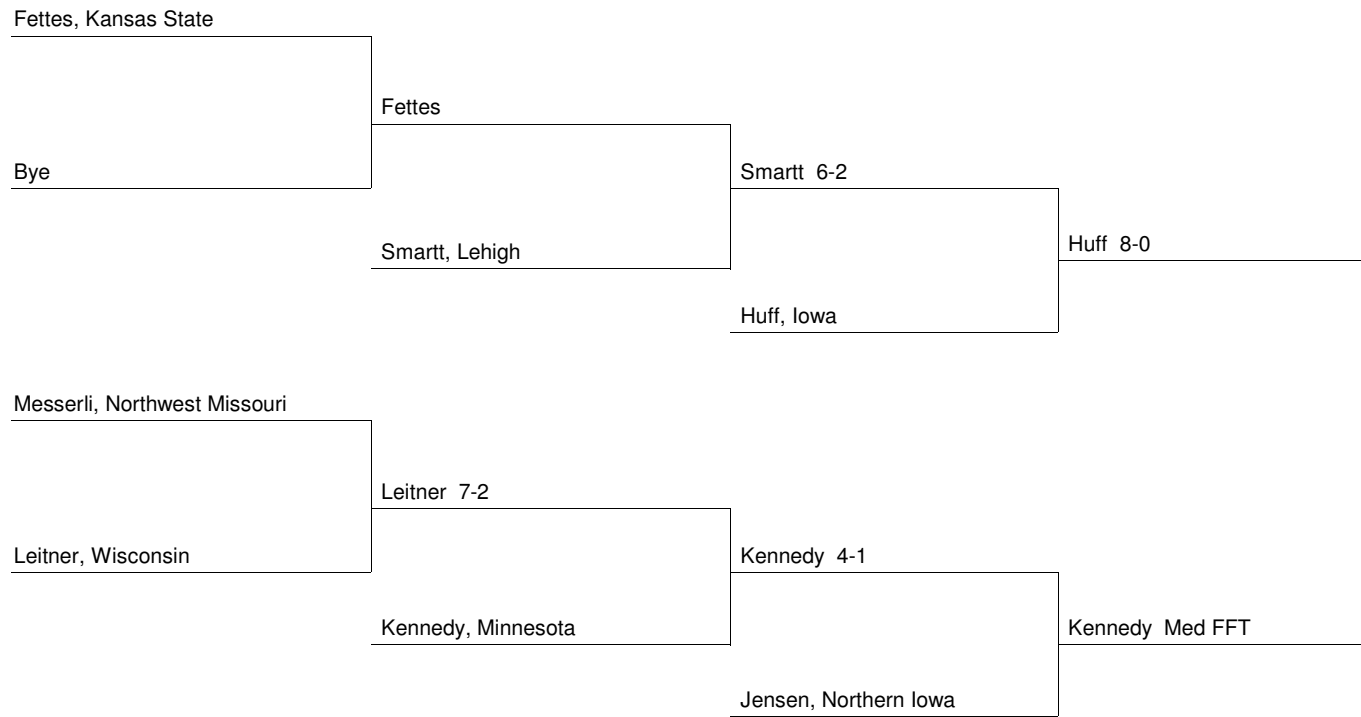 Fettes, Kansas State
Fettes
Bye
Smartt  6-2
Smartt, Lehigh
Huff  8-0
Huff, Iowa
Messerli, Northwest Missouri
Leitner  7-2
Leitner, Wisconsin
Kennedy  4-1
Kennedy, Minnesota
Kennedy  Med FFT
Jensen, Northern Iowa